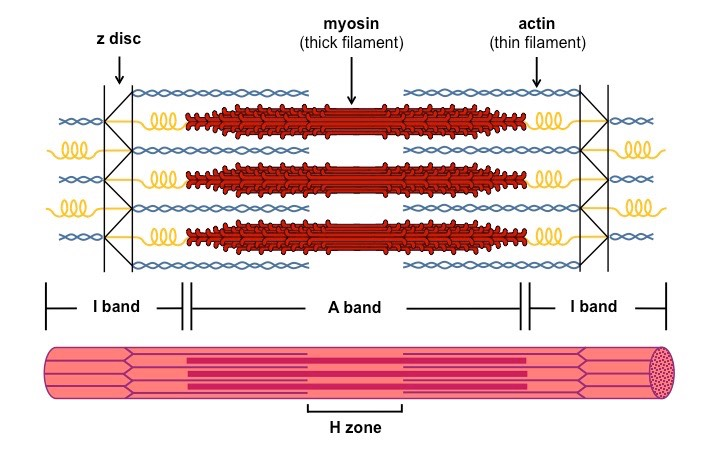 z disc
myosin
(thick filament)
actin
(thin filament)
I band
A band
I band
H zone